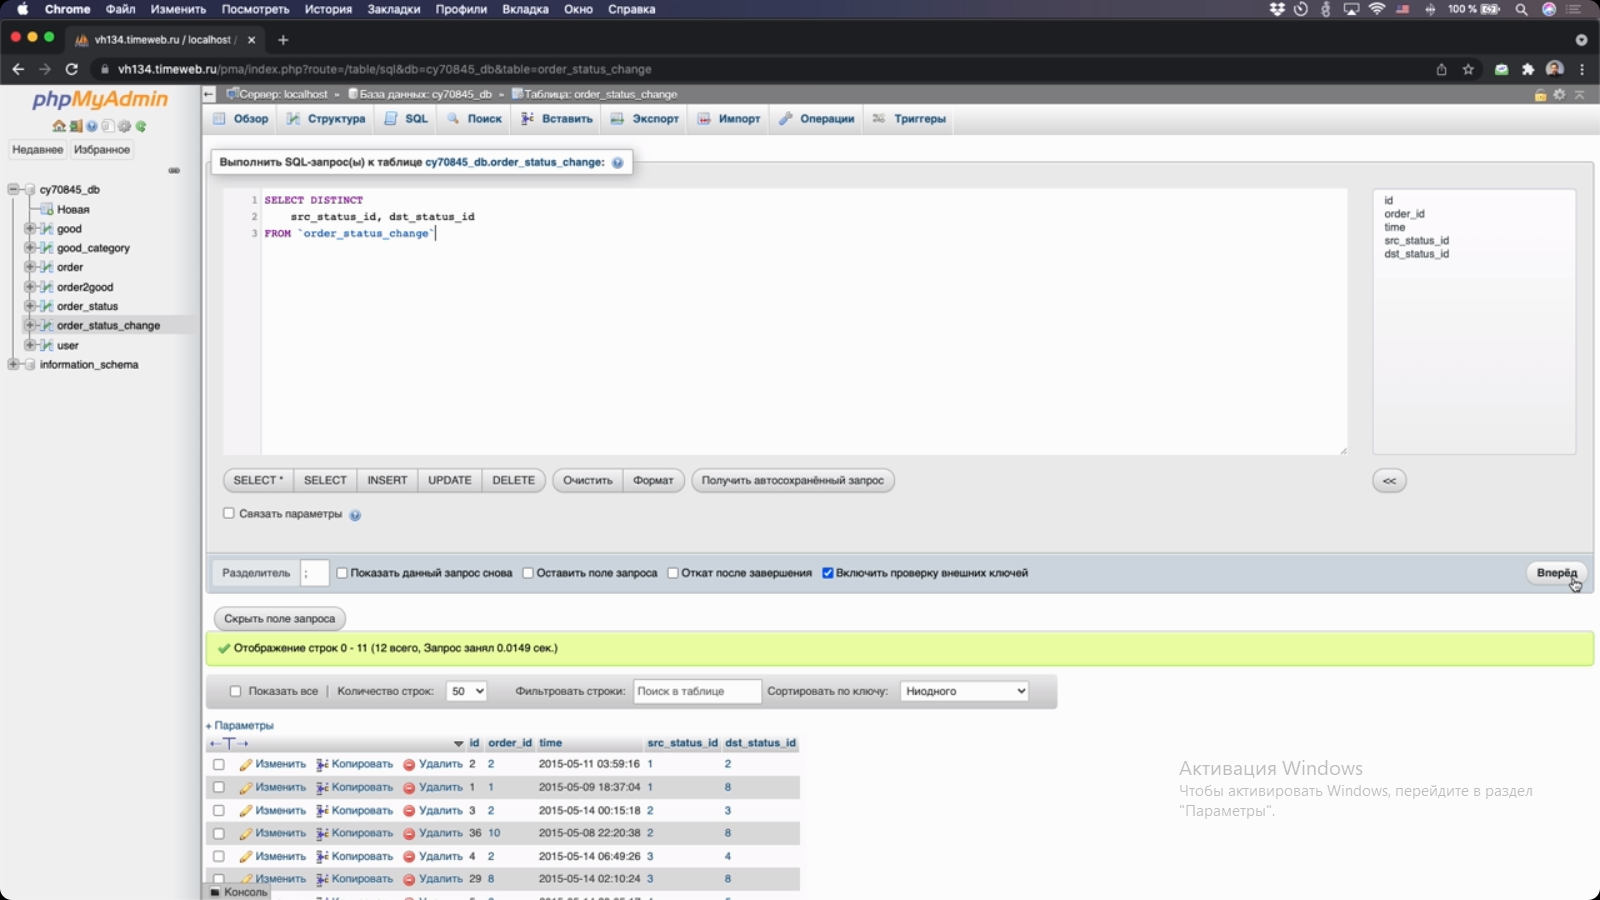 Chrome Файл Изменить Посмотреть История Закладки Профили Вкладка Окно Справка 100 %
vh134.timeweb.ru / localhost /
vh134.timeweb.ru/pma/index.php?route=/table/sql&db=cy70845_db&table=order_status_change
phpMyAdmin
Недавнее Избранное
cy70845_db
Новая
good
good_category
order
order2good
order_status
order_status_change
user
information_schema
Сервер: localhost » База данных: cy70845_db » Таблица: order_status_change
Обзор Структура SQL Поиск Вставить Экспорт Импорт Операции Триггеры
Выполнить SQL-запрос(ы) к таблице cy70845_db.order_status_change:
1 SELECT DISTINCT
2 src_status_id, dst_status_id
3 FROM `order_status_change`
id
order_id
time
src_status_id
dst_status_id
SELECT * SELECT INSERT UPDATE DELETE Очистить Формат Получить автосохранённый запрос <<
Связать параметры
Разделитель ; Показать данный запрос снова Оставить поле запроса Откат после завершения Включить проверку внешних ключей Вперёд
Скрыть поле запроса
Отображение строк 0 - 11 (12 всего, Запрос занял 0.0149 сек.)
Показать все | Количество строк: 50 Фильтровать строки: Поиск в таблице Сортировать по ключу: Ниодного
+ Параметры
←T→ id order_id time src_status_id dst_status_id
Изменить Копировать Удалить 2 2 2015-05-11 03:59:16 1 2
Изменить Копировать Удалить 1 1 2015-05-09 18:37:04 1 8
Изменить Копировать Удалить 3 2 2015-05-14 00:15:18 2 3
Изменить Копировать Удалить 36 10 2015-05-08 22:20:38 2 8
Изменить Копировать Удалить 4 2 2015-05-14 06:49:26 3 4
Изменить Копировать Удалить 29 8 2015-05-14 02:10:24 3 8
Консоль
Активация Windows
Чтобы активировать Windows, перейдите в раздел
"Параметры".